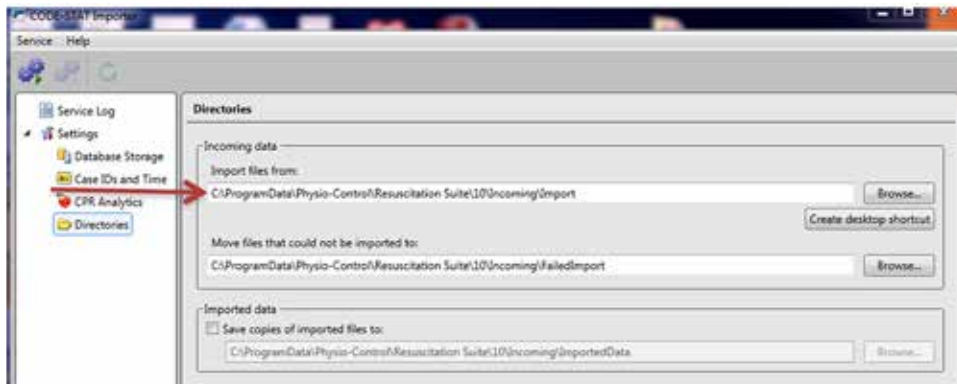 CODE-STAT Importer
Service Help
Service Log
Settings
Database Storage
Case IDs and Time
CPR Analytics
Directories
Directories
Incoming data
Import files from:
C:\ProgramData\Physio-Control\Resuscitation Suite\10\Incoming\Import
Browse...
Create desktop shortcut
Move files that could not be imported to:
C:\ProgramData\Physio-Control\Resuscitation Suite\10\Incoming\FailedImport
Browse...
Imported data
Save copies of imported files to:
C:\ProgramData\Physio-Control\Resuscitation Suite\10\Incoming\ImportedData
Browse...